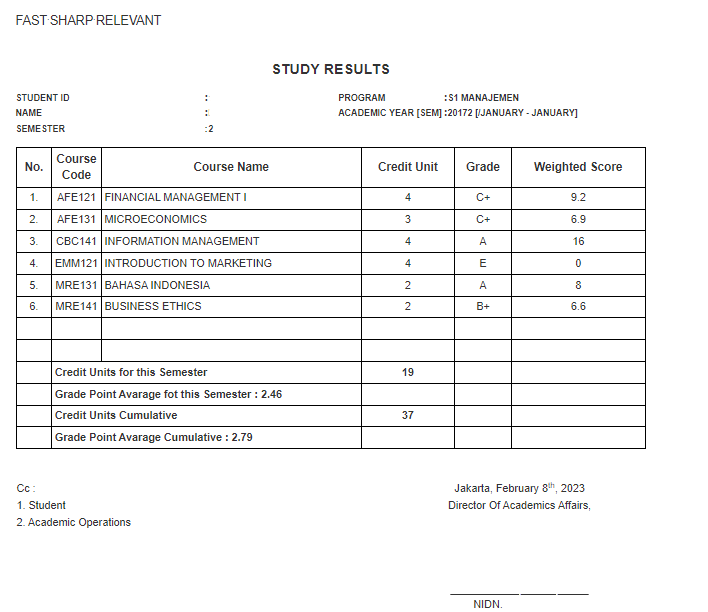 FAST·SHARP·RELEVANT
STUDY RESULTS
STUDENT ID : PROGRAM :S1 MANAJEMEN
NAME : ACADEMIC YEAR [SEM] :20172 [/JANUARY - JANUARY]
SEMESTER :2
No. Course Code Course Name Credit Unit Grade Weighted Score
1. AFE121 FINANCIAL MANAGEMENT I 4 C+ 9.2
2. AFE131 MICROECONOMICS 3 C+ 6.9
3. CBC141 INFORMATION MANAGEMENT 4 A 16
4. EMM121 INTRODUCTION TO MARKETING 4 E 0
5. MRE131 BAHASA INDONESIA 2 A 8
6. MRE141 BUSINESS ETHICS 2 B+ 6.6
Credit Units for this Semester 19
Grade Point Avarage fot this Semester : 2.46
Credit Units Cumulative 37
Grade Point Avarage Cumulative : 2.79
Cc : Jakarta, February 8th, 2023
1. Student Director Of Academics Affairs,
2. Academic Operations
NIDN.